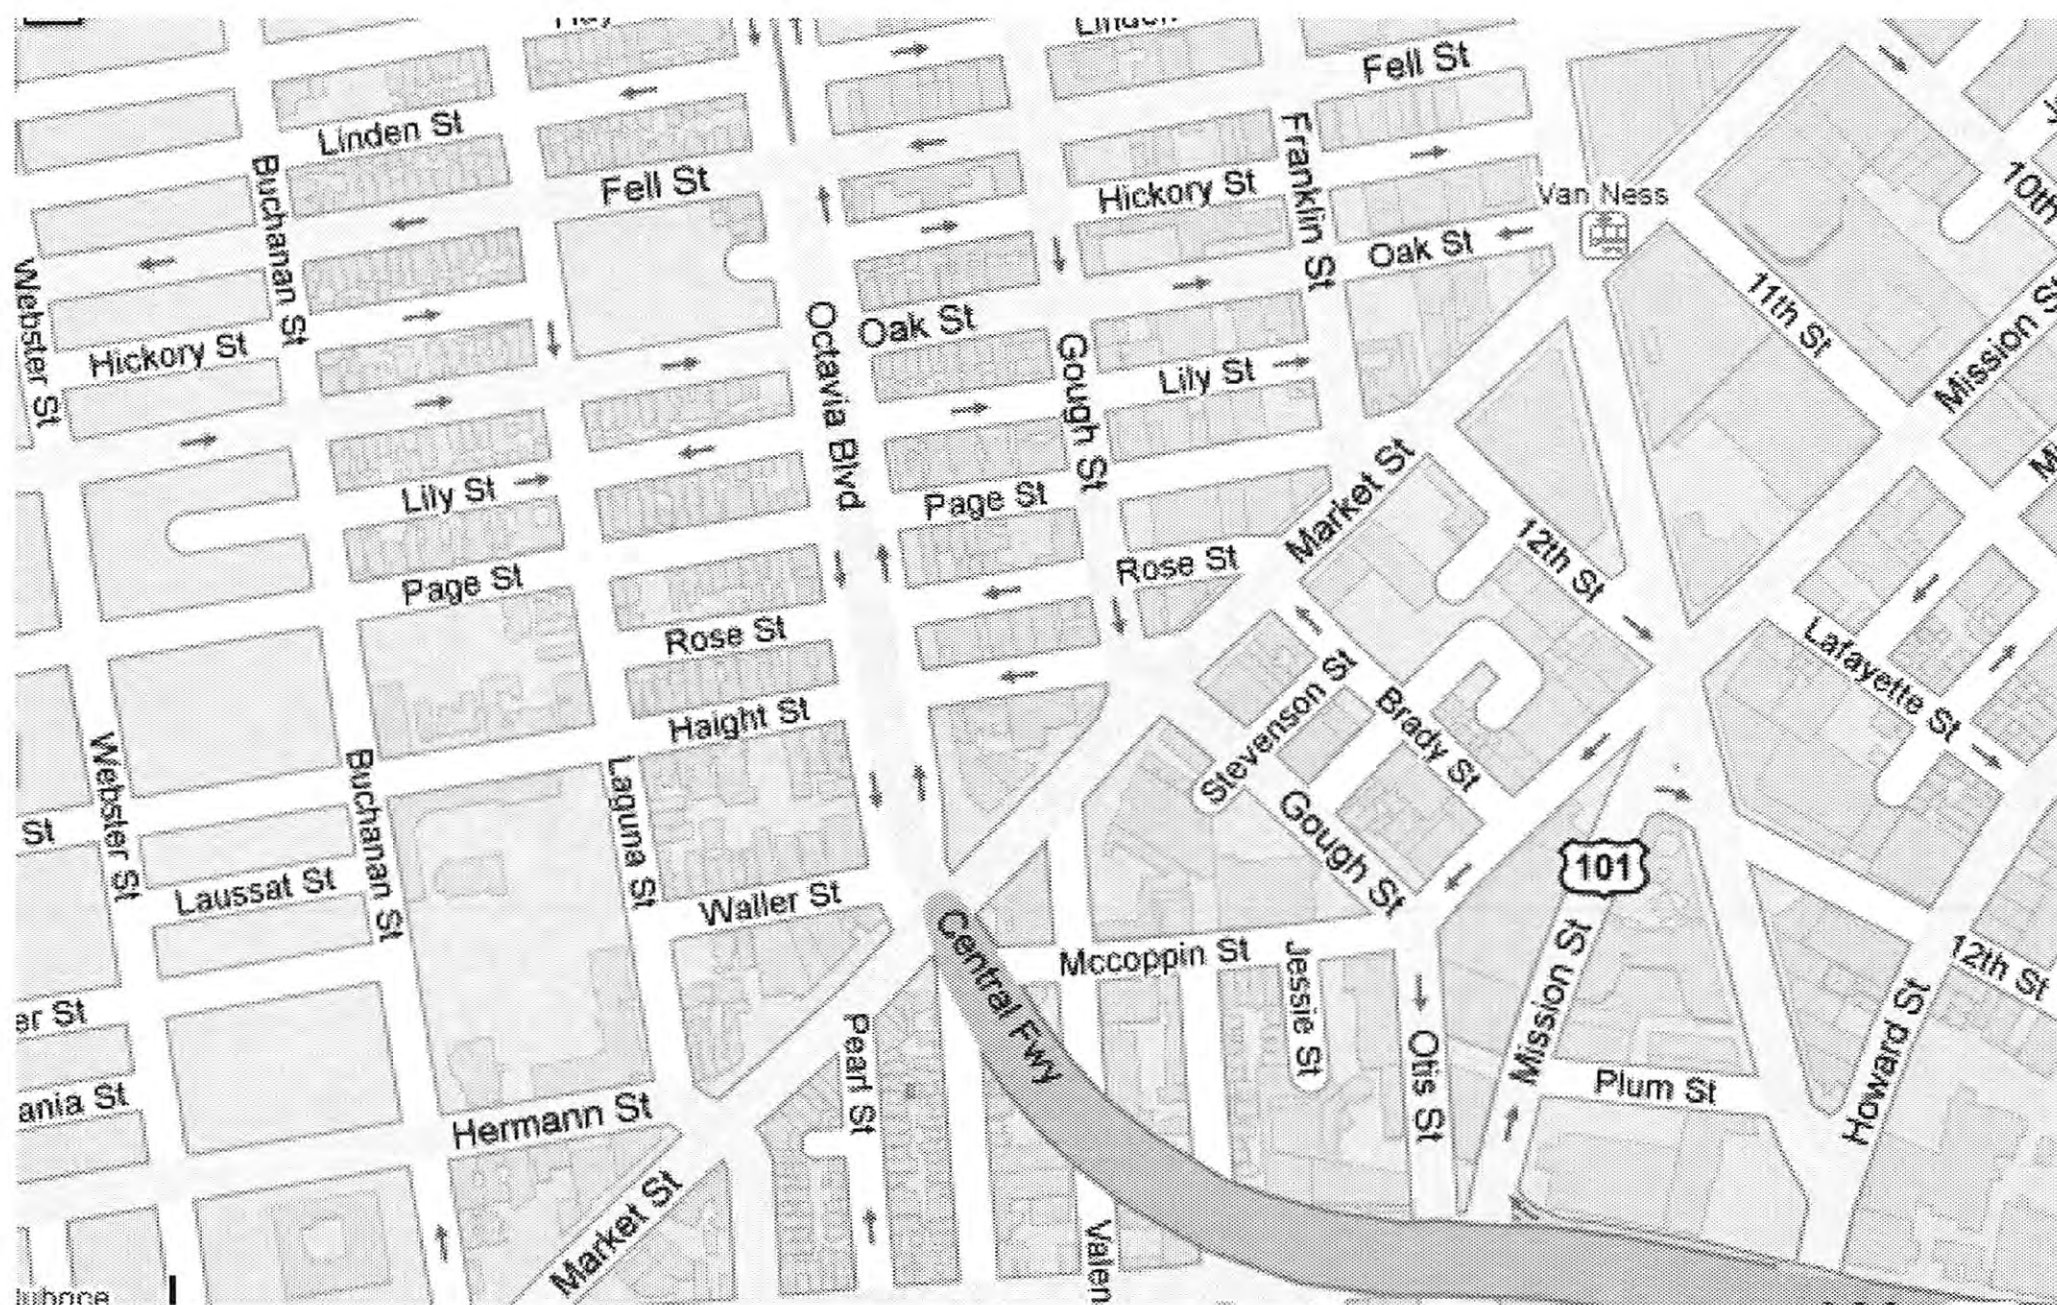 Fell St
Linden St
Fell St
Buchanan St
Franklin St
Hickory St
Van Ness
10th
Oak St
Webster St
11th St
Mission St
Octavia Blvd
Oak St
Hickory St
Gough St
Lily St
Market St
Lily St
Page St
12th St
Page St
Rose St
Rose St
Lafayette St
Stevenson St
Brady St
Haight St
Webster St
Buchanan St
Laguna St
Gough St
St
101
Laussat St
Waller St
Central Fwy
Mccoppin St
Jessie St
Mission St
12th St
er St
Pearl St
Otis St
Howard St
Plum St
ania St
Hermann St
Market St
Valen